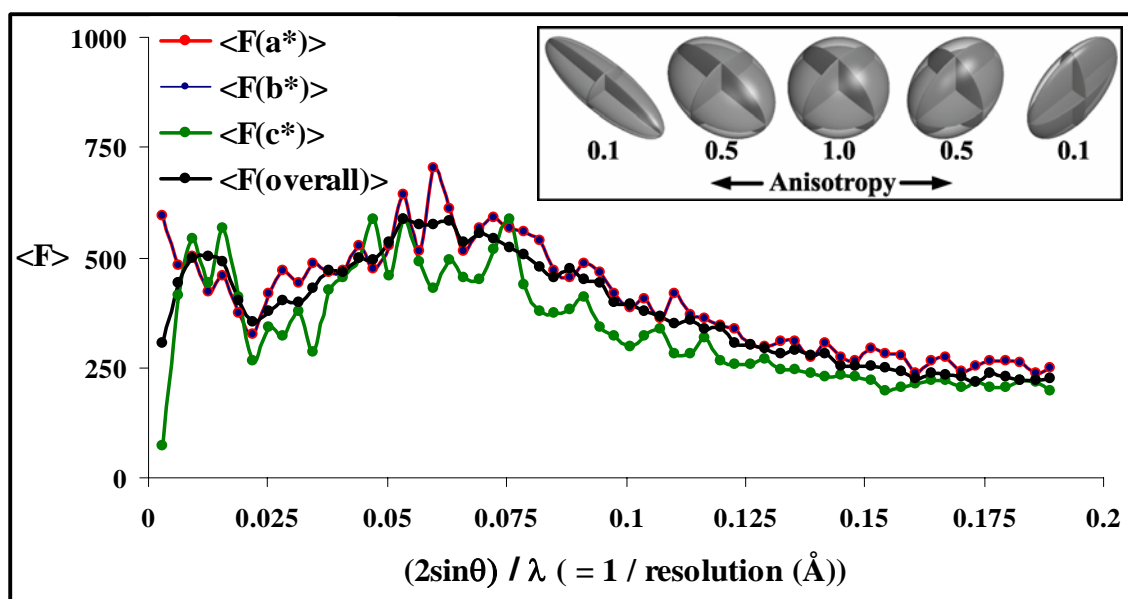 1000
750
500
250
0
<F>
<F(a*)>
<F(b*)>
<F(c*)>
<F(overall)>
0.1 0.5 1.0 0.5 0.1
Anisotropy
0 0.025 0.05 0.075 0.1 0.125 0.15 0.175 0.2
(2sinθ) / λ ( = 1 / resolution (Å))